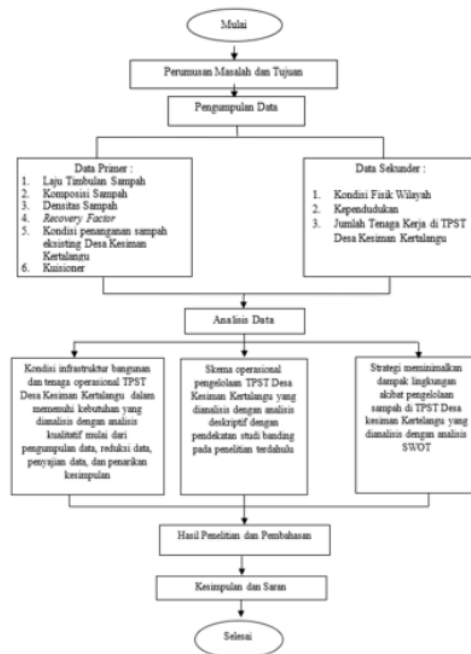 Mulai
Perumusan Masalah dan Tujuan
Pengumpulan Data
Data Primer :
1. Laju Timbulan Sampah
2. Komposisi Sampah
3. Densitas Sampah
4. Recovery Factor
5. Kondisi penanganan sampah
eksisting Desa Kesiman
Kertalangu
6. Kuisioner
Data Sekunder :
1. Kondisi Fisik Wilayah
2. Kependudukan
3. Jumlah Tenaga Kerja di TPST
Desa Kesiman Kertalangu
Analisis Data
Kondisi infrastruktur bangunan
dan tenaga operasional TPST
Desa Kesiman Kertalangu dalam
memenuhi kebutuhan yang
dianalisis dengan analisis
kualitatif mulai dari
pengumpulan data, reduksi data,
penyajian data, dan penarikan
kesimpulan
Skema operasional
pengelolaan TPST Desa
Kesiman Kertalangu yang
dianalisis dengan analisis
deskriptif dengan
pendekatan studi banding
pada penelitian terdahulu
Strategi meminimalkan
dampak lingkungan
akibat pengelolaan
sampah di TPST Desa
kesiman Kertelangu yang
dianalisis dengan analisis
SWOT
Hasil Penelitian dan Pembahasan
Kesimpulan dan Saran
Selesai